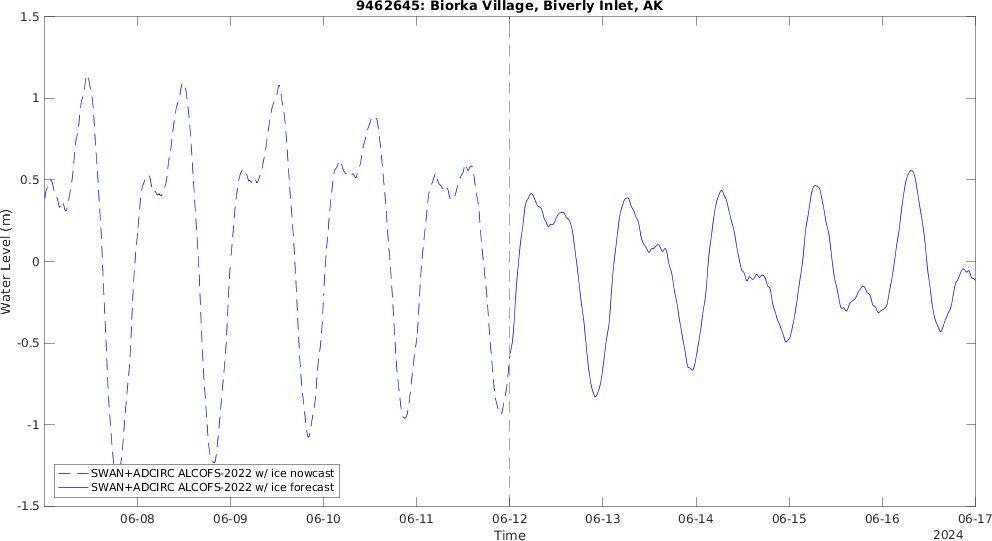 9462645: Biorka Village, Biverly Inlet, AK
1.5
1
0.5
0
-0.5
-1
-1.5
Water Level (m)
SWAN+ADCIRC ALCOFS-2022 w/ ice nowcast
SWAN+ADCIRC ALCOFS-2022 w/ ice forecast
06-08 06-09 06-10 06-11 06-12 06-13 06-14 06-15 06-16 06-17
Time
2024